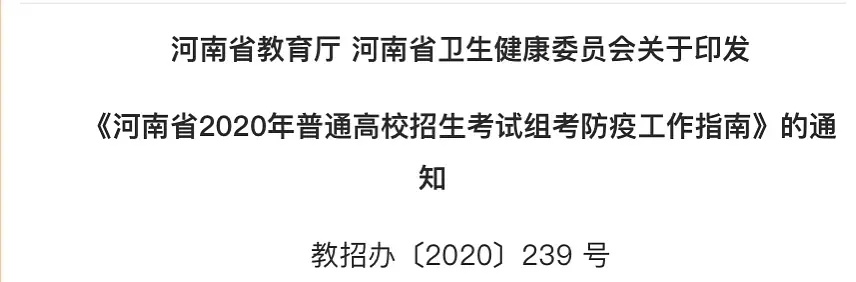 河南省教育厅 河南省卫生健康委员会关于印发
《河南省2020年普通高校招生考试组考防疫工作指南》的通
知
教招办〔2020〕239 号